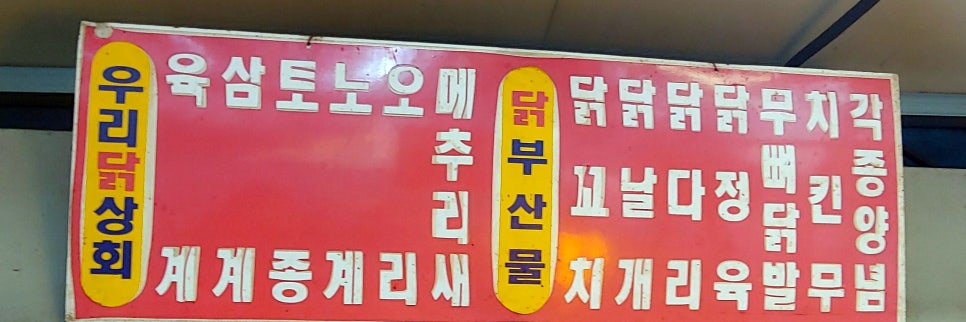 우리닭상회
육계
삼계
토종
노계
오리
메추리새
닭부산물
닭꼬치
닭날개
닭다리
닭정육
무뼈닭발
치킨무
각종양념